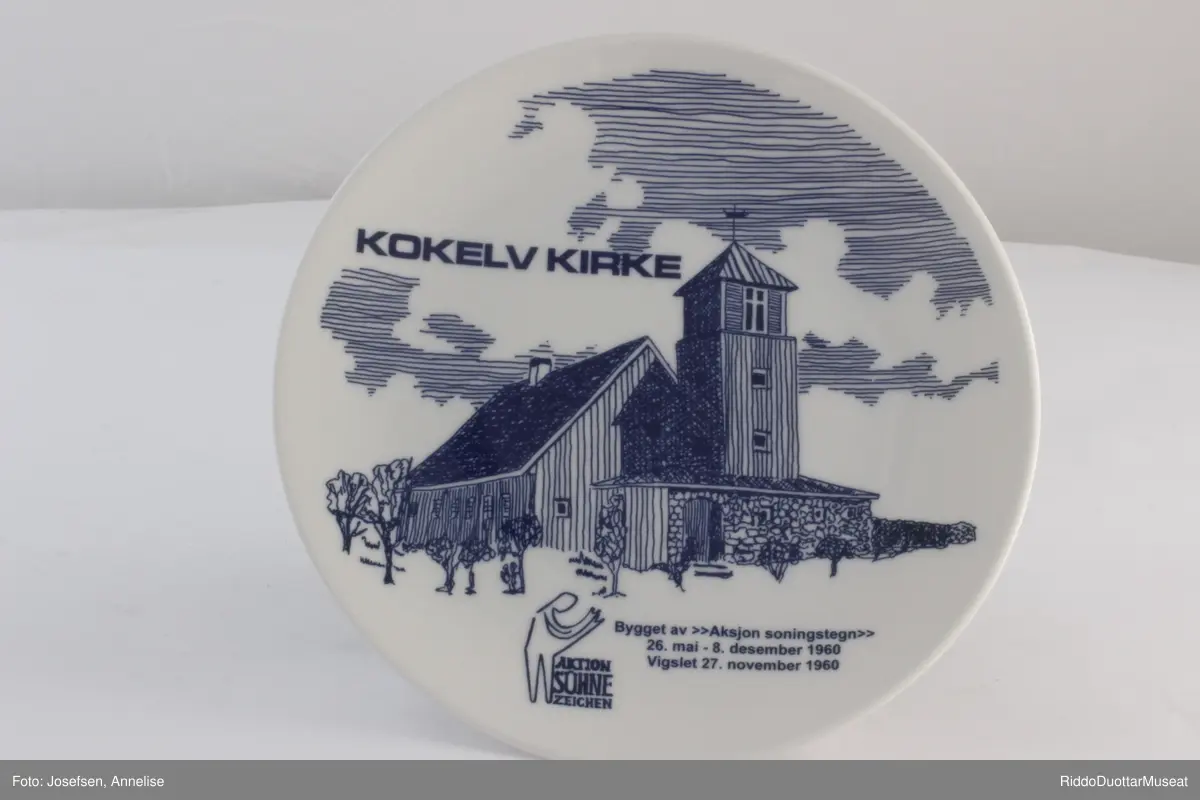 KOKELV KIRKE
Bygget av >>Aksjon soningstegn>>
26. mai - 8. desember 1960
Vigslet 27. november 1960
AKTION
SÜHNE
ZEICHEN
Foto: Josefsen, Annelise
RiddoDuottarMuseat